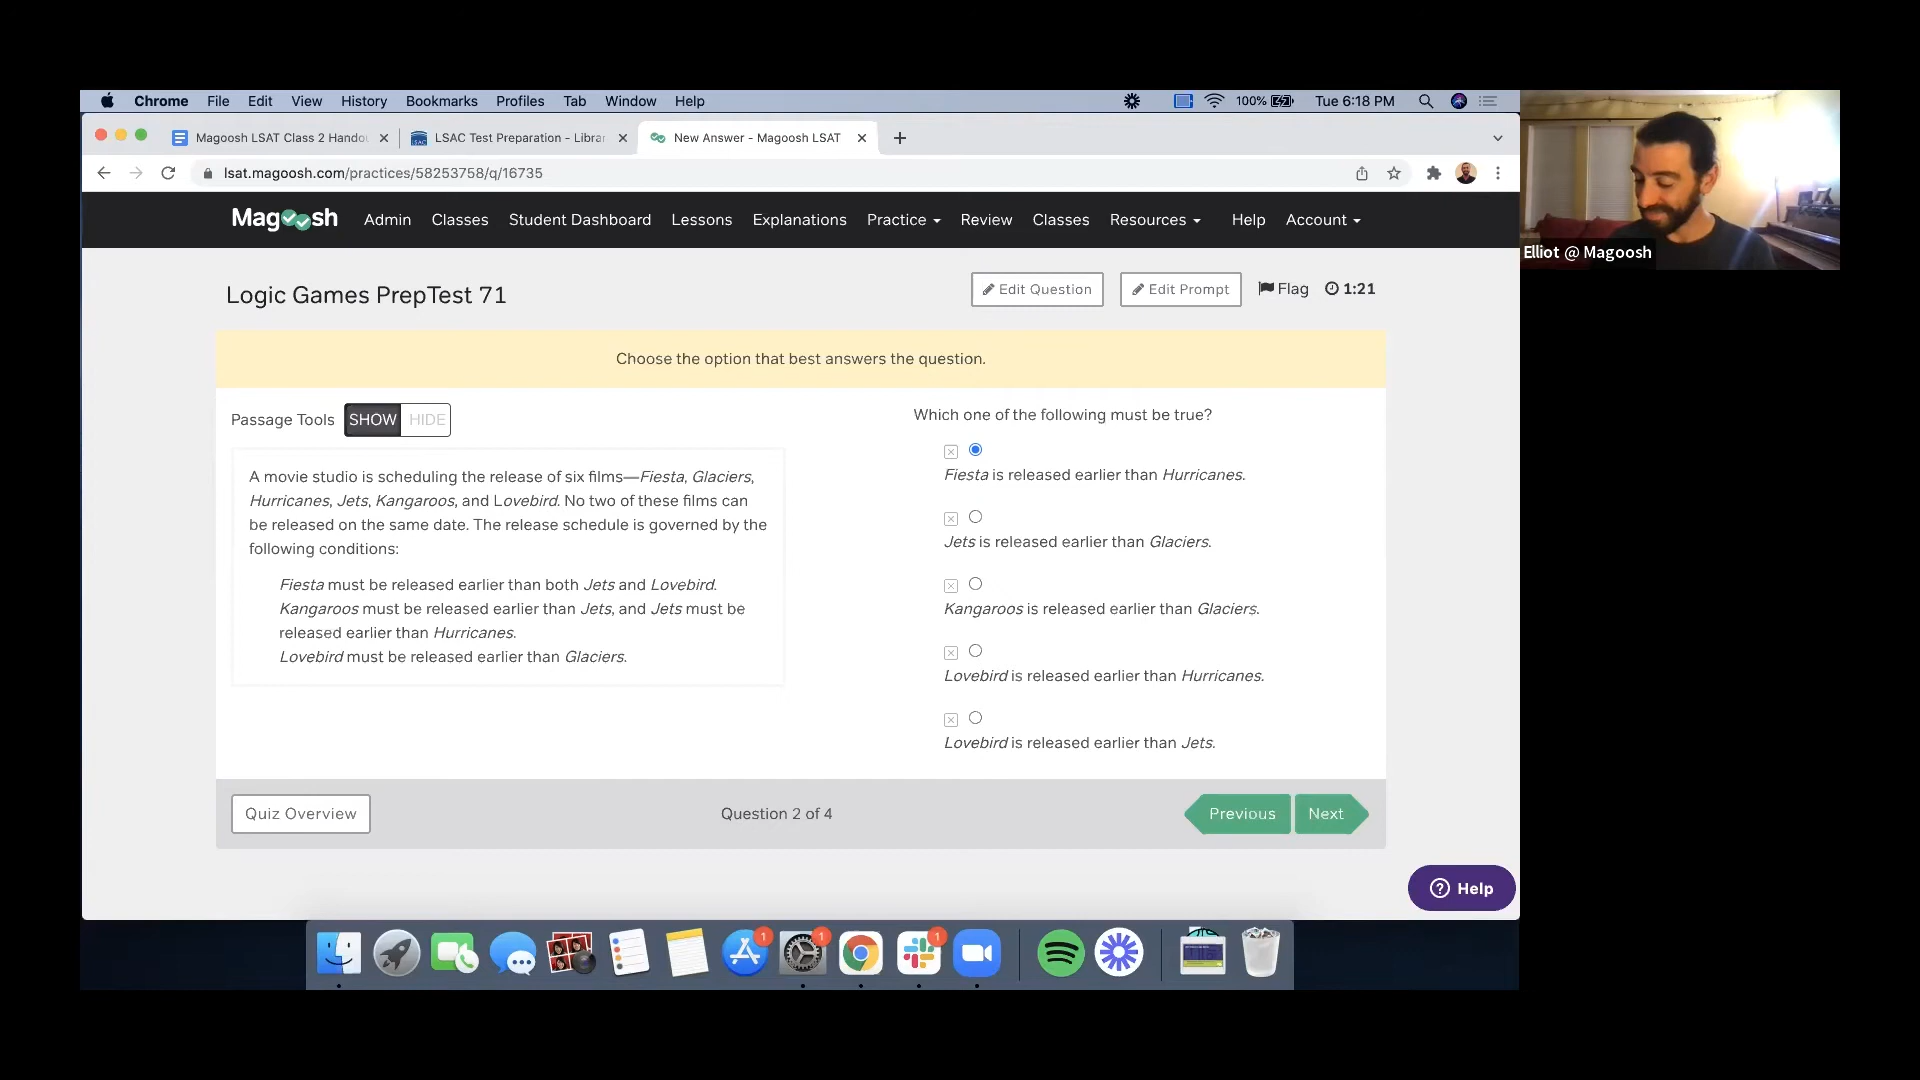 Chrome File Edit View History Bookmarks Profiles Tab Window Help 100% Tue 6:18 PM
Magoosh LSAT Class 2 Handou LSAC Test Preparation - Librar New Answer - Magoosh LSAT
lsat.magoosh.com/practices/58253758/q/16735
Magoosh Admin Classes Student Dashboard Lessons Explanations Practice Review Classes Resources Help Account
Elliot @ Magoosh
Logic Games PrepTest 71 Edit Question Edit Prompt Flag 1:21
Choose the option that best answers the question.
Passage Tools SHOW HIDE
A movie studio is scheduling the release of six films—Fiesta, Glaciers,
Hurricanes, Jets, Kangaroos, and Lovebird. No two of these films can
be released on the same date. The release schedule is governed by the
following conditions:
Fiesta must be released earlier than both Jets and Lovebird.
Kangaroos must be released earlier than Jets, and Jets must be
released earlier than Hurricanes.
Lovebird must be released earlier than Glaciers.
Which one of the following must be true?
Fiesta is released earlier than Hurricanes.
Jets is released earlier than Glaciers.
Kangaroos is released earlier than Glaciers.
Lovebird is released earlier than Hurricanes.
Lovebird is released earlier than Jets.
Quiz Overview Question 2 of 4 Previous Next
Help
1 1 1